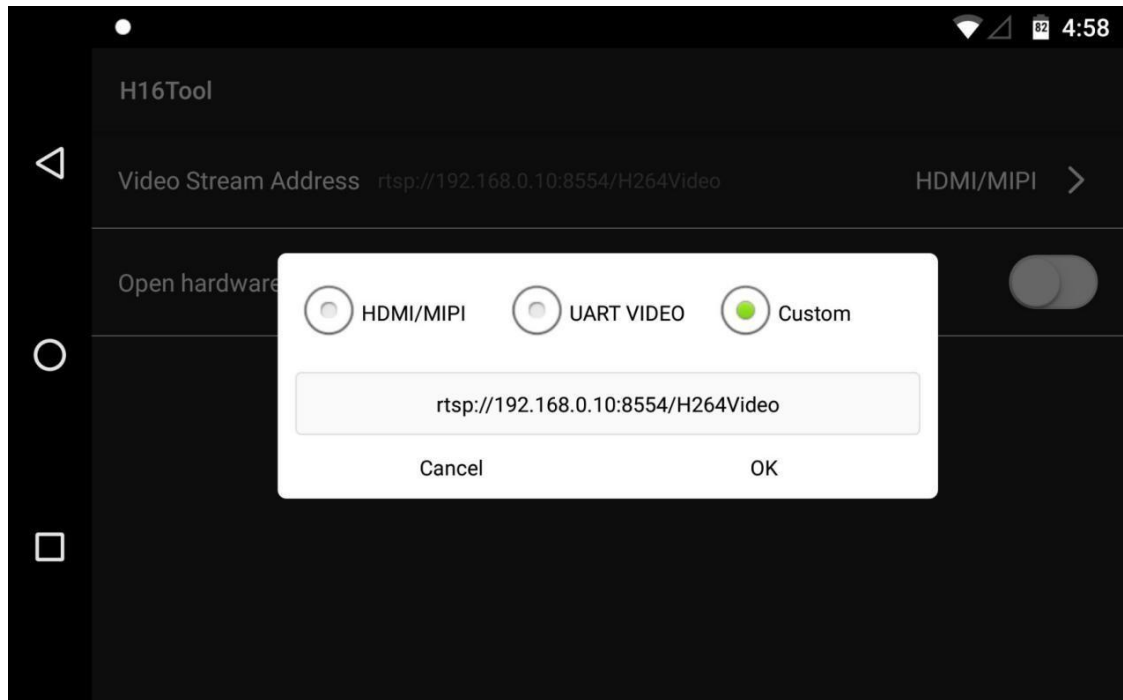 82 4:58
H16Tool
Video Stream Address rtsp://192.168.0.10:8554/H264Video HDMI/MIPI
Open hardware
HDMI/MIPI UART VIDEO Custom
rtsp://192.168.0.10:8554/H264Video
Cancel OK